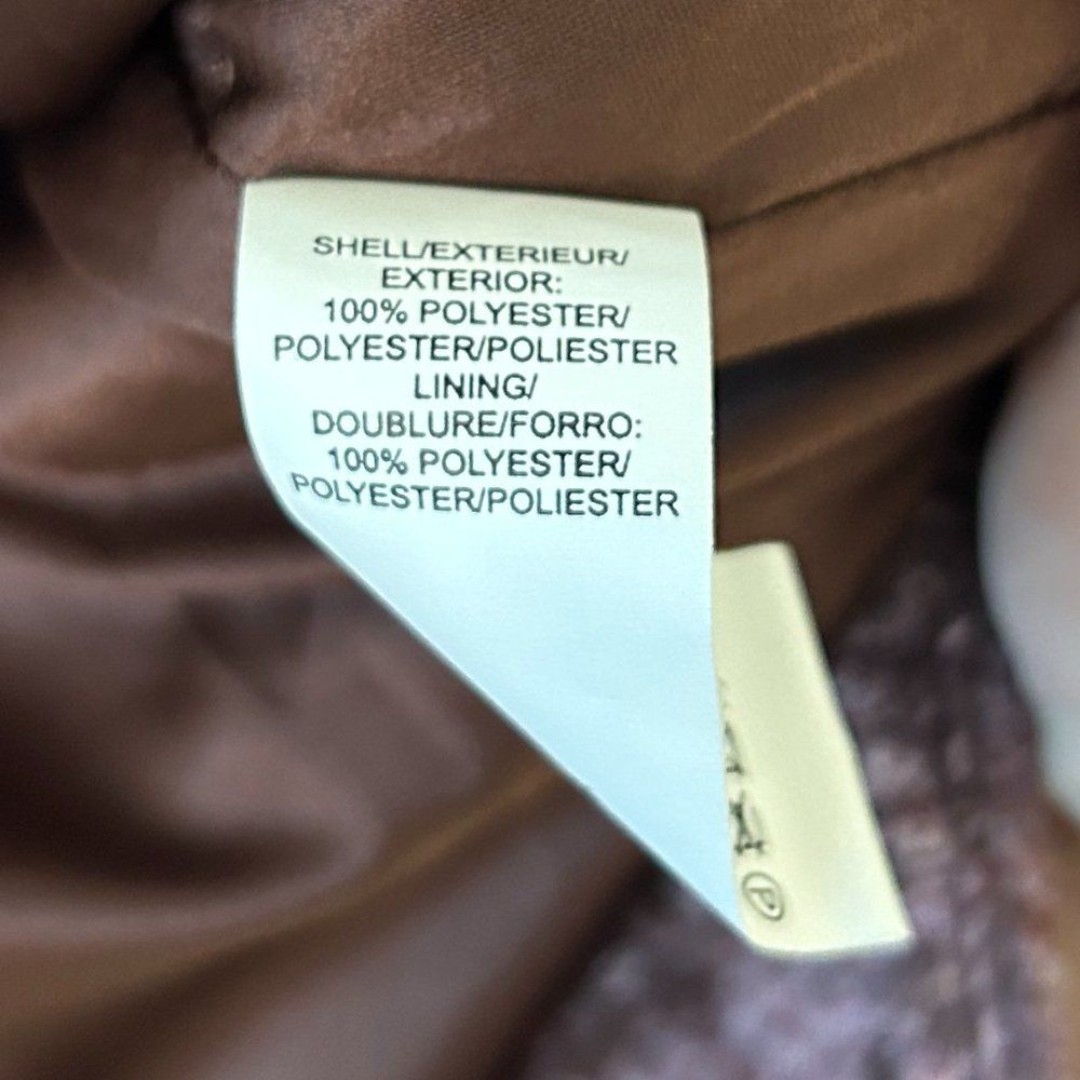 SHELL/EXTERIEUR/
EXTERIOR:
100% POLYESTER/
POLYESTER/POLIESTER
LINING/
DOUBLURE/FORRO:
100% POLYESTER/
POLYESTER/POLIESTER
P